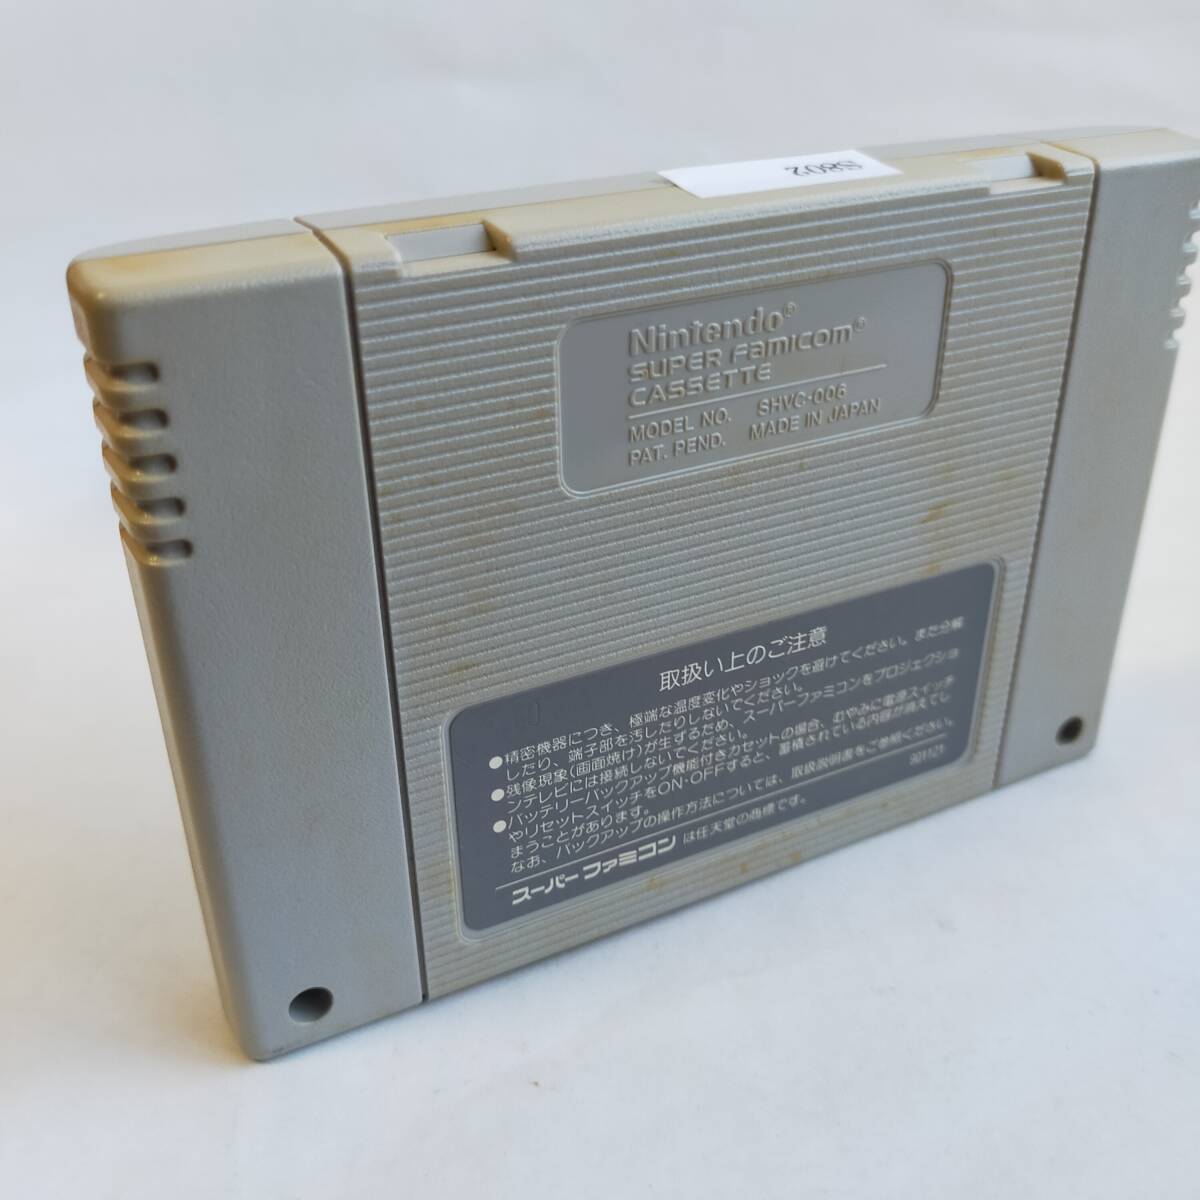 S802
Nintendo®
SUPER FAMICOM®
CASSETTE
MODEL NO. SHVC-006
PAT. PEND. MADE IN JAPAN
取扱い上のご注意
●精密機器につき、極端な温度変化やショックを避けてください。また分解
したり、端子部を汚したりしないでください。
●残像現象(画面焼け)が生ずるため、スーパーファミコンをプロジェクショ
ンテレビには接続しないでください。
●バッテリーバックアップ機能付きカセットの場合、むやみに電源スイッチ
やリセットスイッチをON・OFFすると、蓄積されている内容が消えてし
まうことがあります。
なお、バックアップの操作方法については、取扱説明書をご参照ください。
スーパーファミコンは任天堂の商標です。
901121